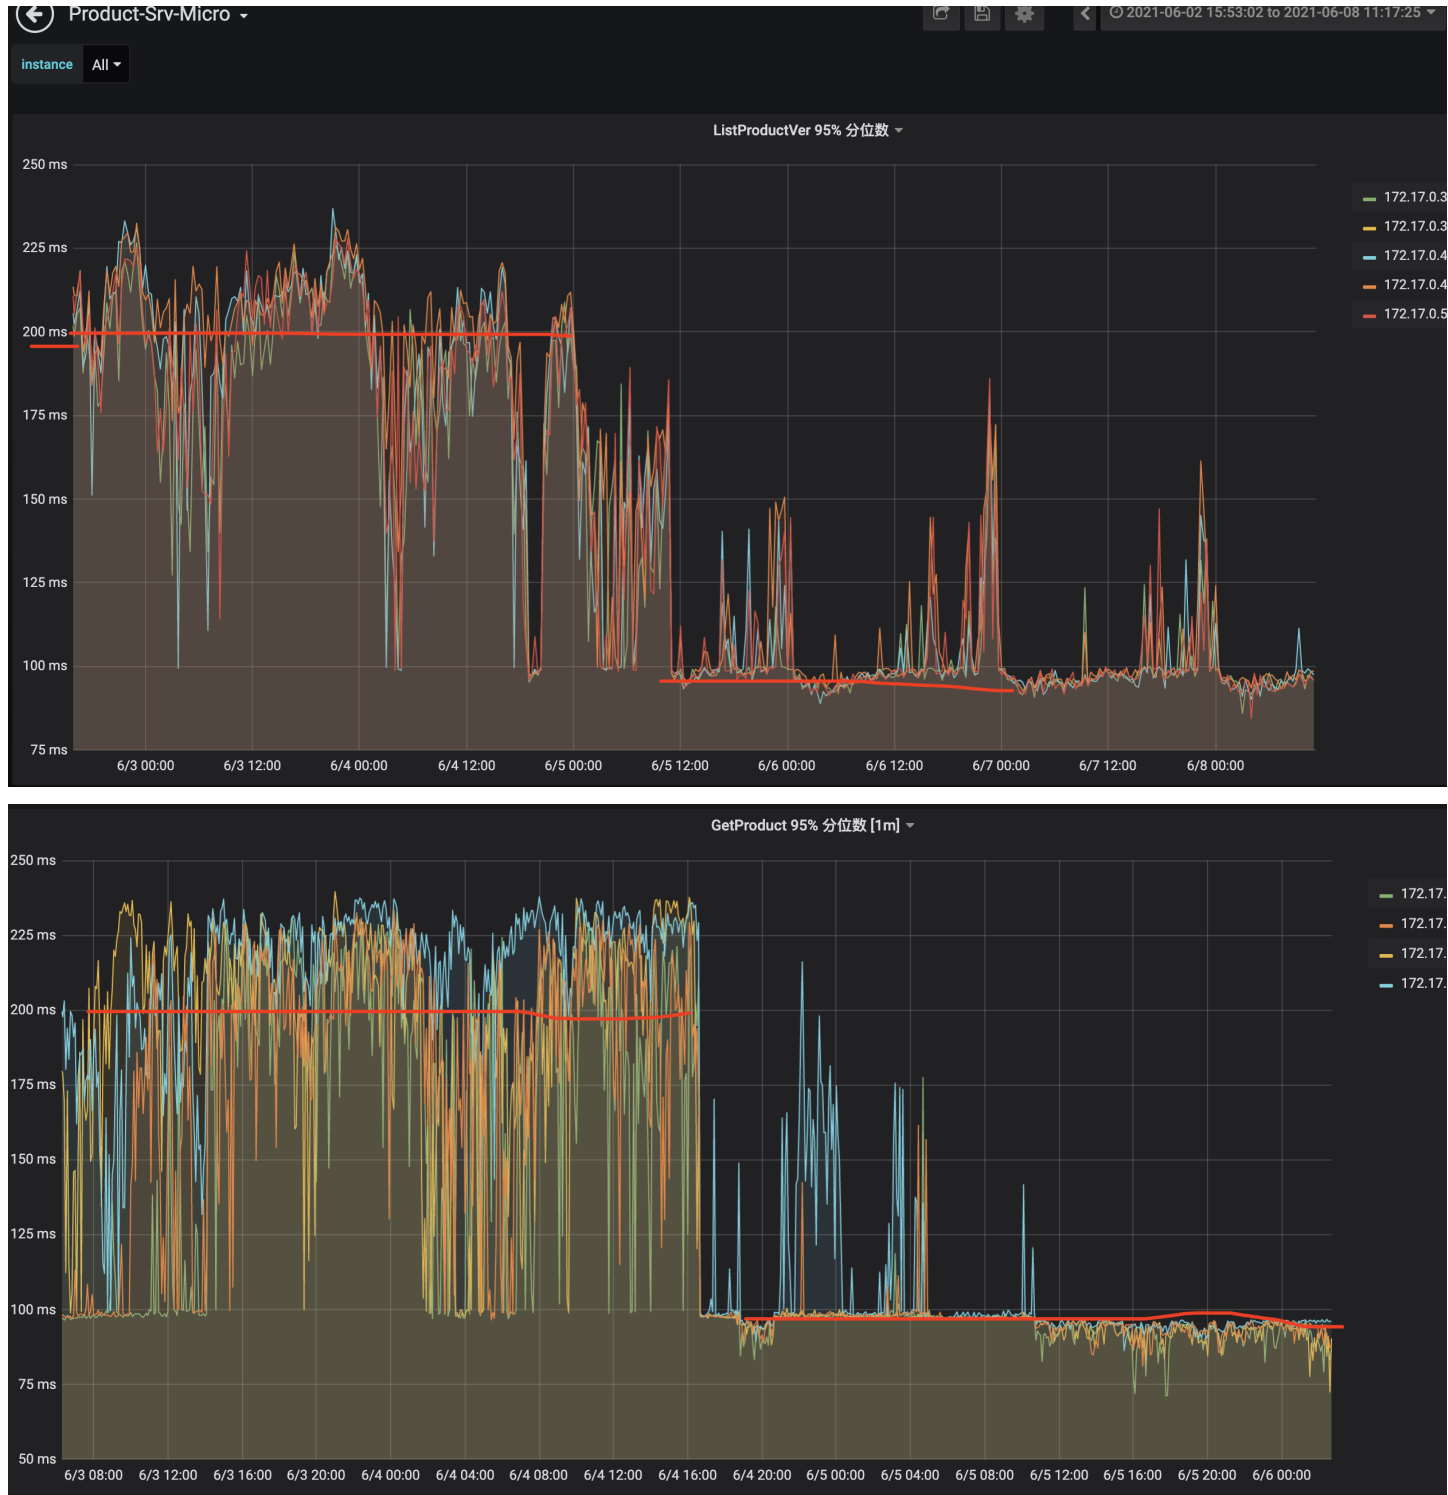 Product-Srv-Micro
2021-06-02 15:53:02 to 2021-06-08 11:17:25
instance All
ListProductVer 95% 分位数
250 ms
225 ms
200 ms
175 ms
150 ms
125 ms
100 ms
75 ms
6/3 00:00 6/3 12:00 6/4 00:00 6/4 12:00 6/5 00:00 6/5 12:00 6/6 00:00 6/6 12:00 6/7 00:00 6/7 12:00 6/8 00:00
172.17.0.3
172.17.0.3
172.17.0.4
172.17.0.4
172.17.0.5
GetProduct 95% 分位数 [1m]
250 ms
225 ms
200 ms
175 ms
150 ms
125 ms
100 ms
75 ms
50 ms
6/3 08:00 6/3 12:00 6/3 16:00 6/3 20:00 6/4 00:00 6/4 04:00 6/4 08:00 6/4 12:00 6/4 16:00 6/4 20:00 6/5 00:00 6/5 04:00 6/5 08:00 6/5 12:00 6/5 16:00 6/5 20:00 6/6 00:00
172.17.
172.17.
172.17.
172.17.